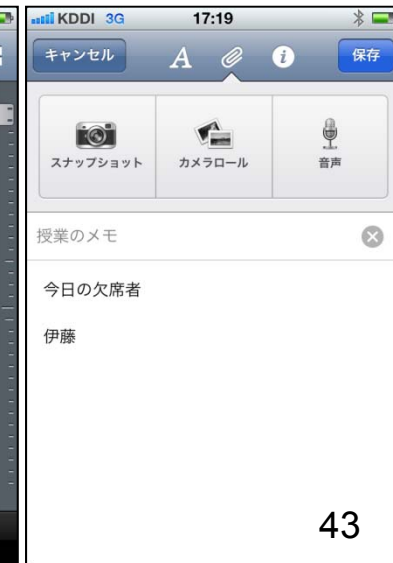 KDDI 3G 17:19
キャンセル A i 保存
スナップショット カメラロール 音声
授業のメモ
今日の欠席者
伊藤
43